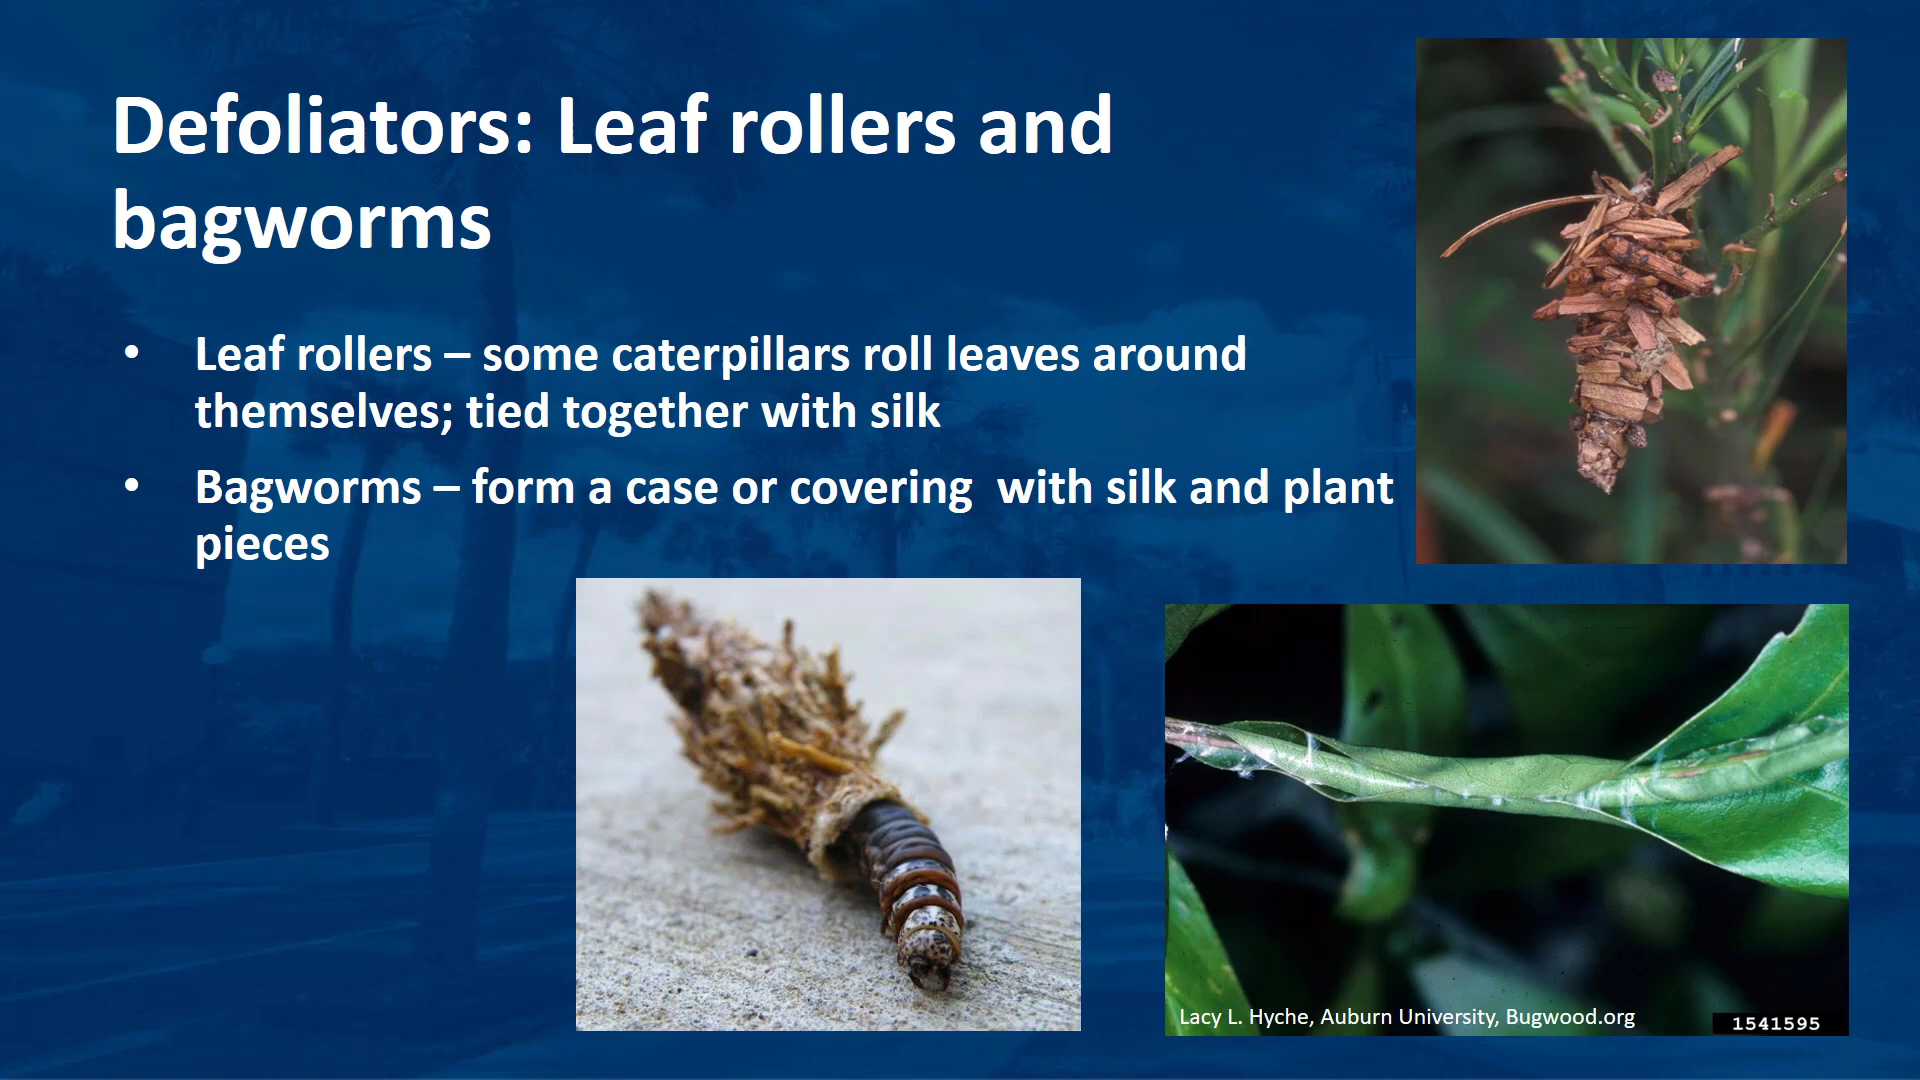 Defoliators: Leaf rollers and
bagworms
• Leaf rollers – some caterpillars roll leaves around
themselves; tied together with silk
• Bagworms – form a case or covering  with silk and plant
pieces
Lacy L. Hyche, Auburn University, Bugwood.org
1541595